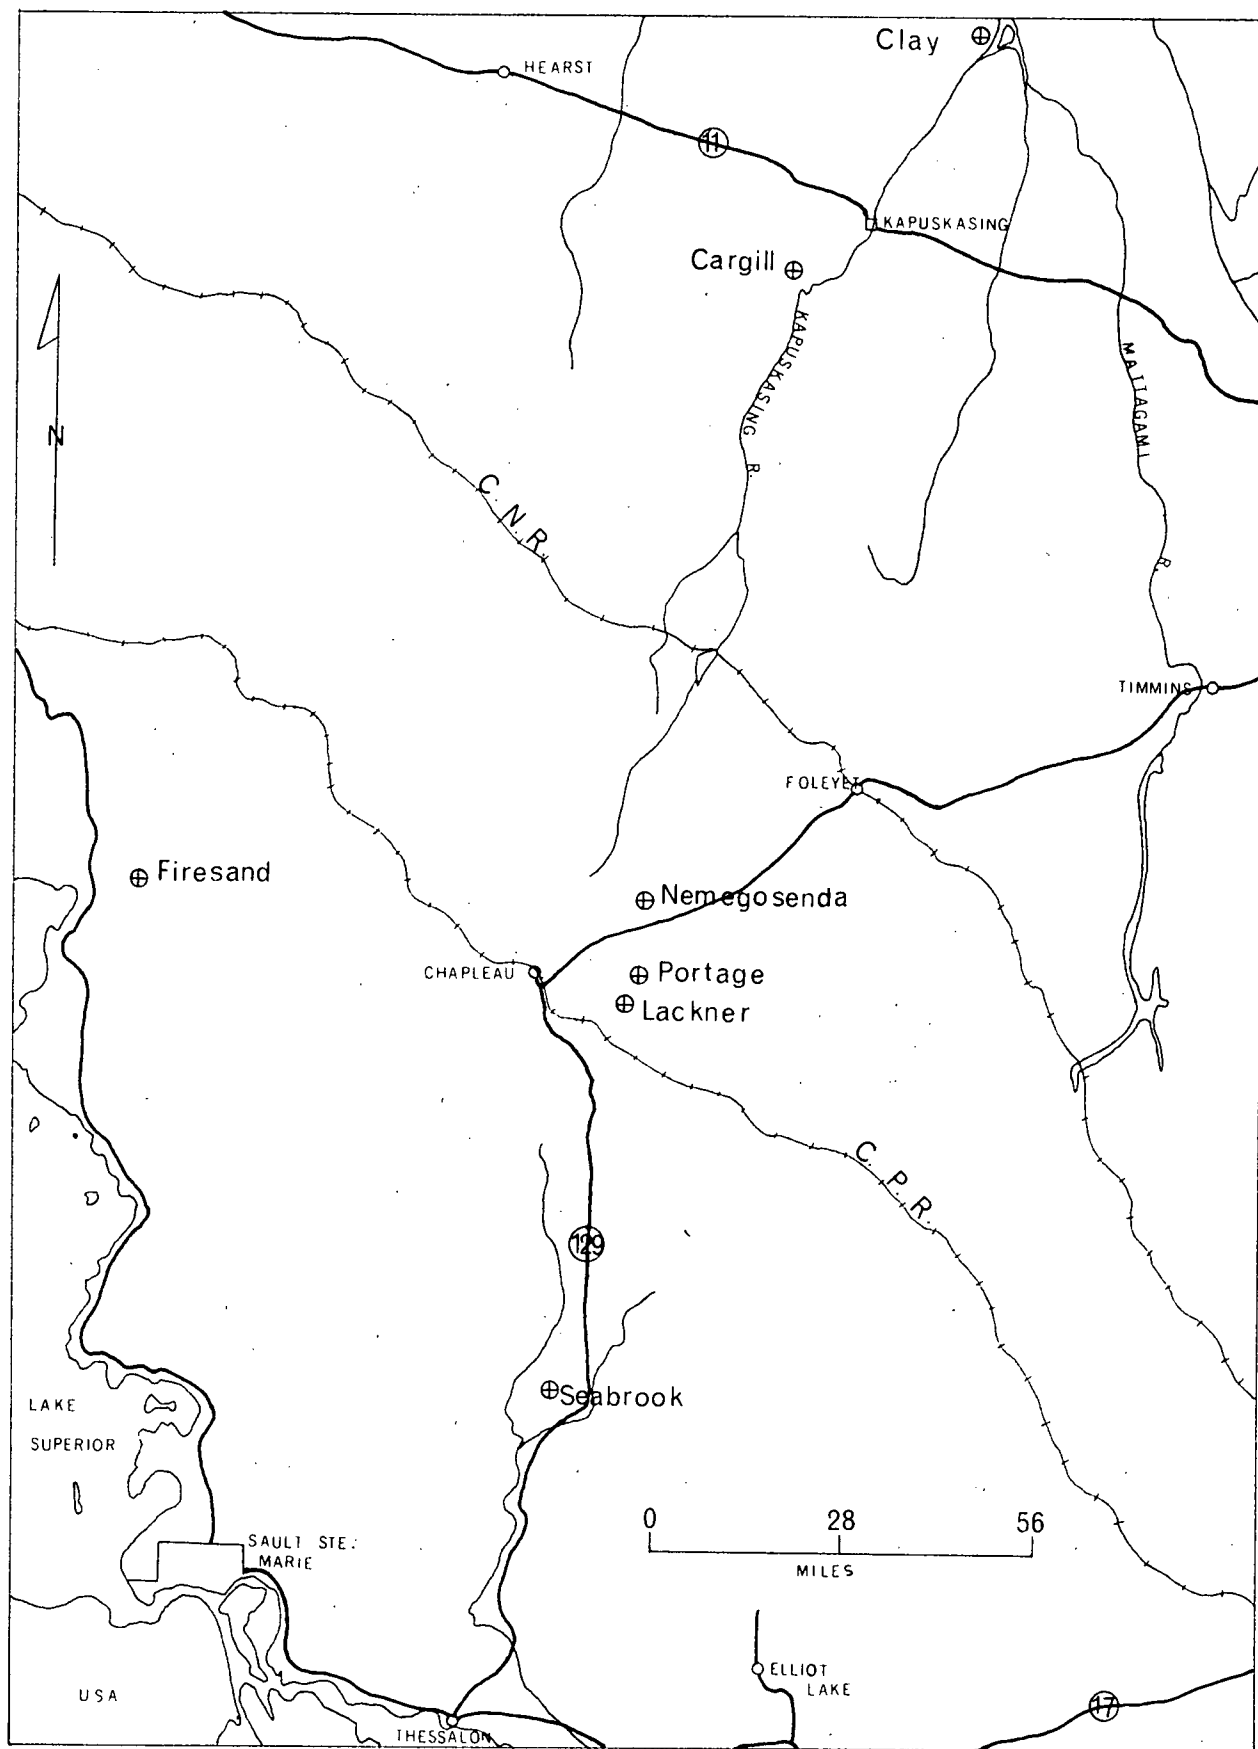 Clay
HEARST
11
KAPUSKASING
Cargill
KAPUSKASING R.
MATTAGAMI R.
N
C. N. R.
TIMMINS
FOLEYET
Firesand
Nemegosenda
CHAPLEAU
Portage
Lackner
C. P. R.
129
Seabrook
LAKE
SUPERIOR
0 28 56
MILES
SAULT STE.
MARIE
ELLIOT
LAKE
USA
17
THESSALON